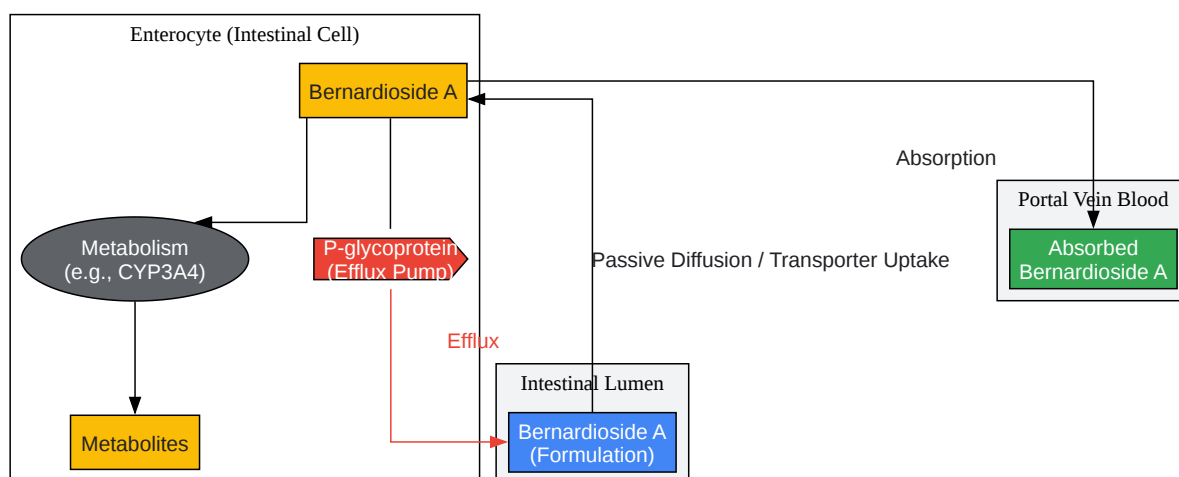 Enterocyte (Intestinal Cell)
Bernardioside A
Absorption
Portal Vein Blood
Absorbed
Bernardioside A
Metabolism
(e.g., CYP3A4)
P-glycoprotein
(Efflux Pump)
Passive Diffusion / Transporter Uptake
Efflux
Intestinal Lumen
Bernardioside A
(Formulation)
Metabolites